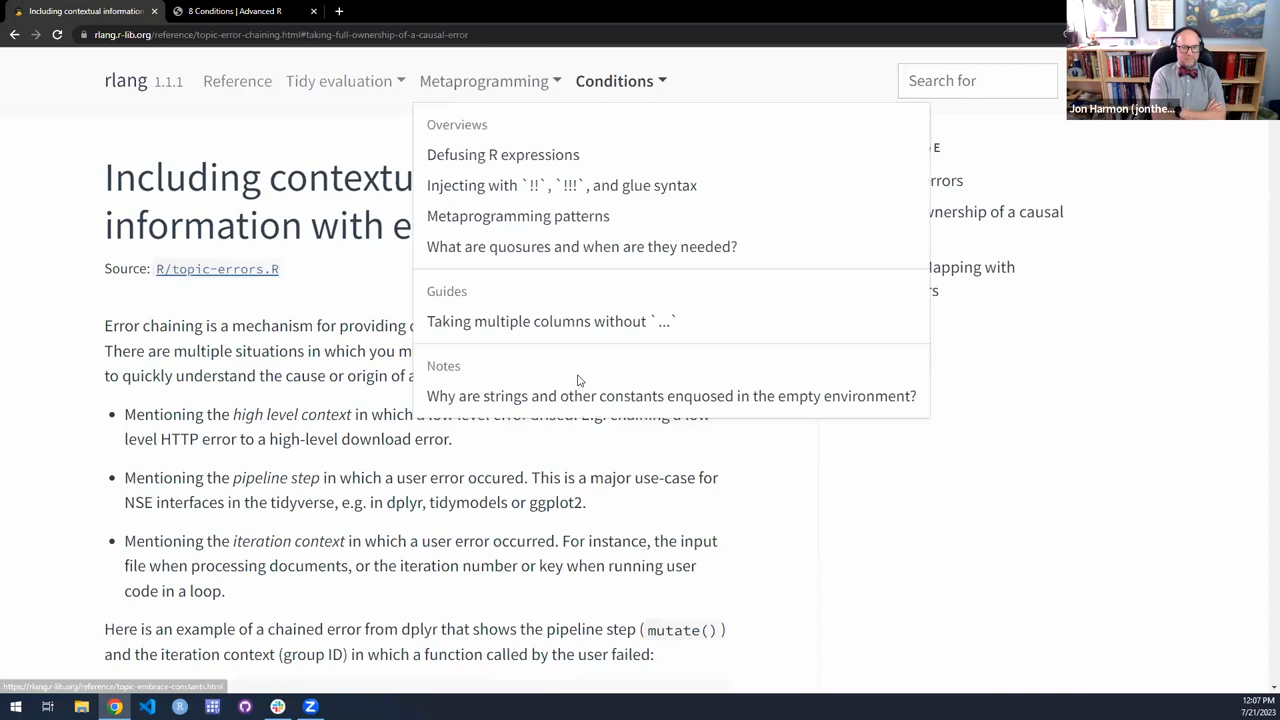 Including contextual information
8 Conditions | Advanced R
rlang.r-lib.org/reference/topic-error-chaining.html#taking-full-ownership-of-a-causal-error
rlang 1.1.1 Reference Tidy evaluation Metaprogramming Conditions
Search for
Jon Harmon (jonthe...
Overviews
Defusing R expressions
Injecting with `!!`, `!!!`, and glue syntax
Metaprogramming patterns
What are quosures and when are they needed?
Guides
Taking multiple columns without `...`
Notes
Why are strings and other constants enquosed in the empty environment?
Including contextu
information with e
Source: R/topic-errors.R
Error chaining is a mechanism for providing
There are multiple situations in which you m
to quickly understand the cause or origin of a
Mentioning the high level context in which a low-level error arised. E.g. chaining a low-
level HTTP error to a high-level download error.
Mentioning the pipeline step in which a user error occured. This is a major use-case for
NSE interfaces in the tidyverse, e.g. in dplyr, tidymodels or ggplot2.
Mentioning the iteration context in which a user error occurred. For instance, the input
file when processing documents, or the iteration number or key when running user
code in a loop.
Here is an example of a chained error from dplyr that shows the pipeline step (mutate())
and the iteration context (group ID) in which a function called by the user failed:
E
rrors
wnership of a causal
apping with
rs
https://rlang.r-lib.org/reference/topic-embrace-constants.html
12:07 PM
7/21/2023